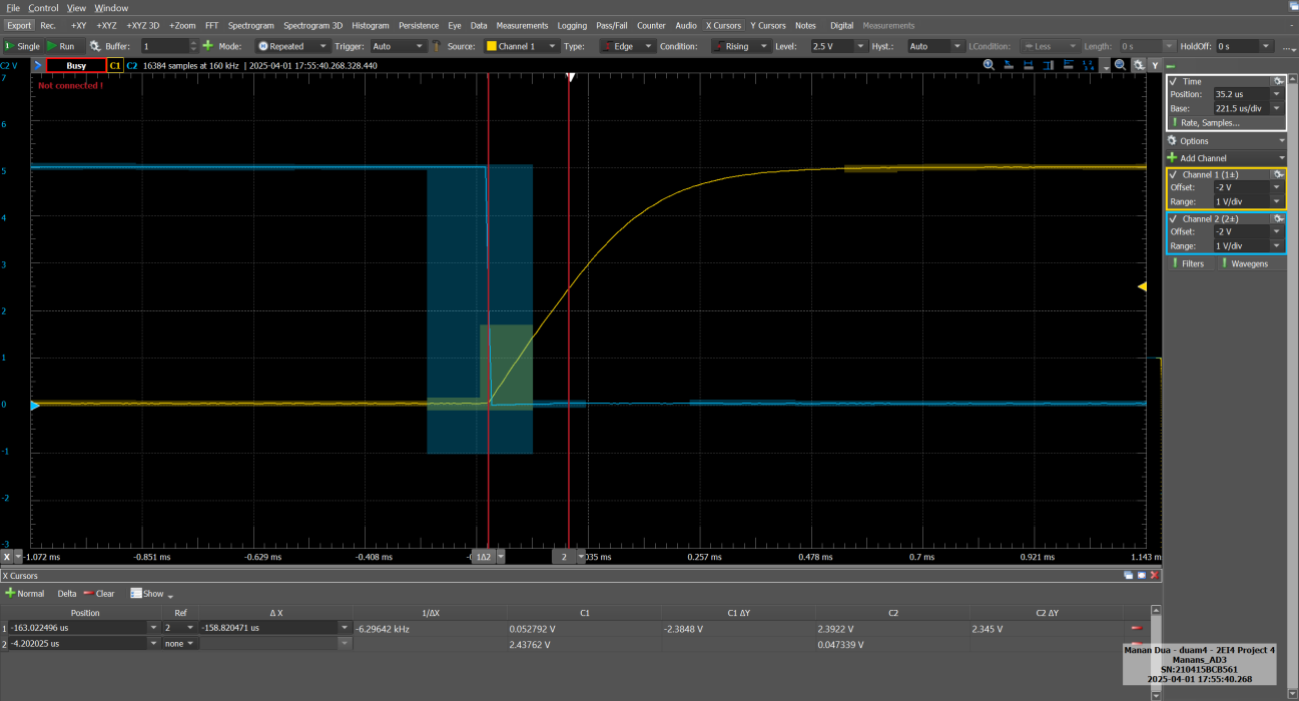 File Control View Window
Export Rec. +XY +XYZ +XYZ 3D +Zoom FFT Spectrogram Spectrogram 3D Histogram Persistence Eye Data Measurements Logging Pass/Fail Counter Audio X Cursors Y Cursors Notes Digital Measurements
Single Run Buffer: 1 Mode: Repeated Trigger: Auto Source: Channel 1 Type: Edge Condition: Rising Level: 2.5 V Hyst.: Auto LCondition: Less Length: 0 s HoldOff: 0 s
C2 V Busy C1 C2 16384 samples at 160 kHz | 2025-04-01 17:55:40.268.328.440 Y
Not connected !
7
6
5
4
3
2
1
0
-1
-2
-3
X -1.072 ms -0.851 ms -0.629 ms -0.408 ms 1Δ2 2 035 ms 0.257 ms 0.478 ms 0.7 ms 0.921 ms 1.143 m
Time
Position: 35.2 us
Base: 221.5 us/div
Rate, Samples...
Options
Add Channel
Channel 1 (1±)
Offset: -2 V
Range: 1 V/div
Channel 2 (2±)
Offset: -2 V
Range: 1 V/div
Filters Wavegens
X Cursors
Normal Delta Clear Show
Position Ref Δ X 1/ΔX C1 C1 ΔY C2 C2 ΔY
1 -163.022496 us 2 -158.820471 us -6.29642 kHz 0.052792 V -2.3848 V 2.3922 V 2.345 V
2 -4.202025 us none 2.43762 V 0.047339 V
Manan Dua - duam4 - 2EI4 Project 4
Manans_AD3
SN:210415BCB561
2025-04-01 17:55:40.268